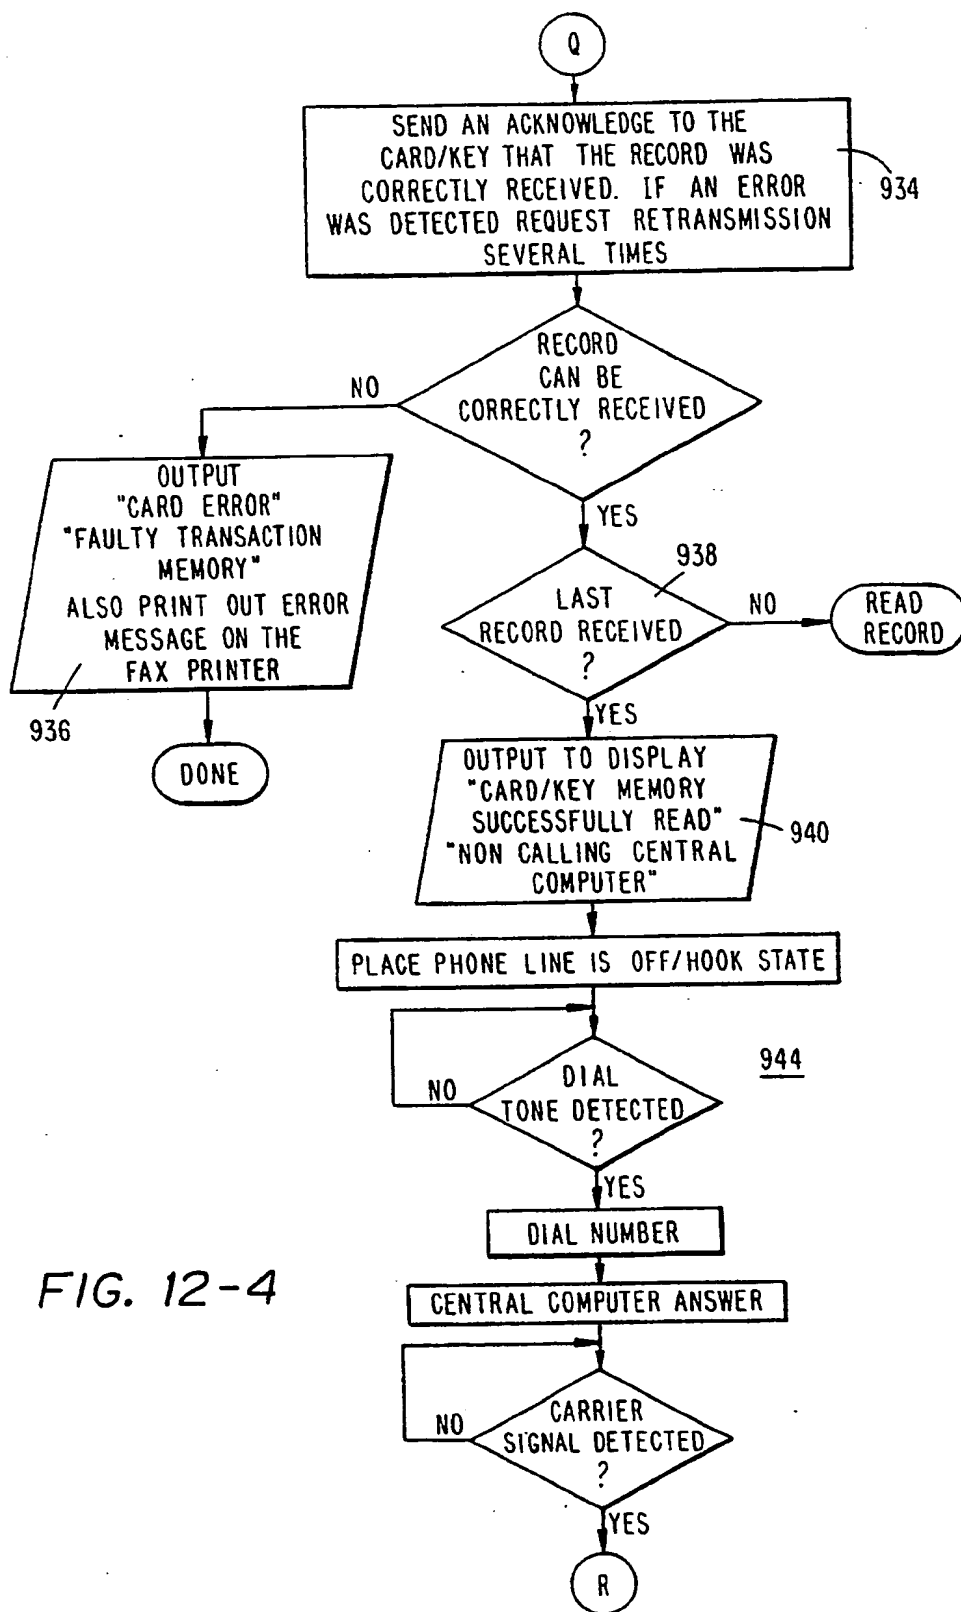 Q
SEND AN ACKNOWLEDGE TO THE
CARD/KEY THAT THE RECORD WAS
CORRECTLY RECEIVED. IF AN ERROR
WAS DETECTED REQUEST RETRANSMISSION
SEVERAL TIMES
934
RECORD
CAN BE
CORRECTLY RECEIVED
?
NO
YES
OUTPUT
"CARD ERROR"
"FAULTY TRANSACTION
MEMORY"
ALSO PRINT OUT ERROR
MESSAGE ON THE
FAX PRINTER
936
DONE
938
LAST
RECORD RECEIVED
?
NO
READ
RECORD
YES
OUTPUT TO DISPLAY
"CARD/KEY MEMORY
SUCCESSFULLY READ"
"NON CALLING CENTRAL
COMPUTER"
940
PLACE PHONE LINE IS OFF/HOOK STATE
944
DIAL
TONE DETECTED
?
NO
YES
DIAL NUMBER
CENTRAL COMPUTER ANSWER
CARRIER
SIGNAL DETECTED
?
NO
YES
R
FIG. 12-4